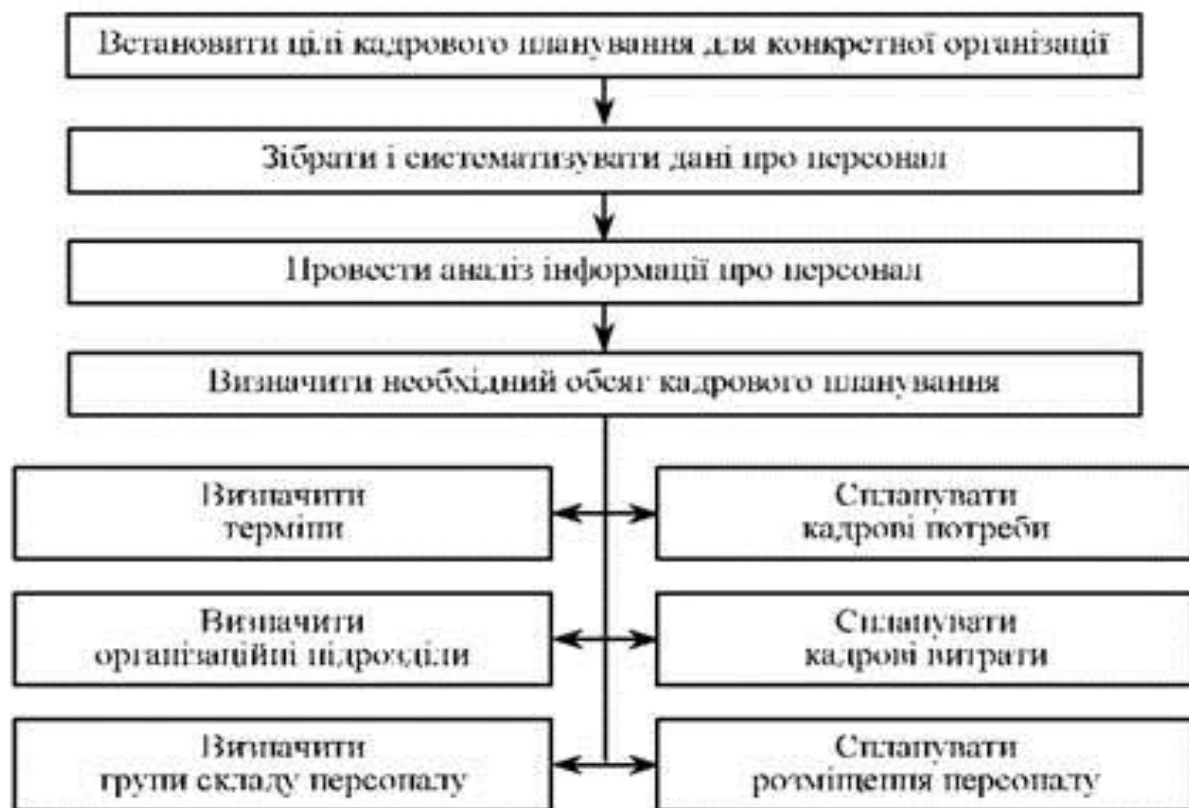 Встановити цілі кадрового планування для конкретної організації
Зібрати і систематизувати дані про персонал
Провести аналіз інформації про персонал
Визначити необхідний обсяг кадрового планування
Визначити
терміни
Спланувати
кадрові потреби
Визначити
організаційні підрозділи
Спланувати
кадрові витрати
Визначити
групи складу персоналу
Спланувати
розміщення персоналу